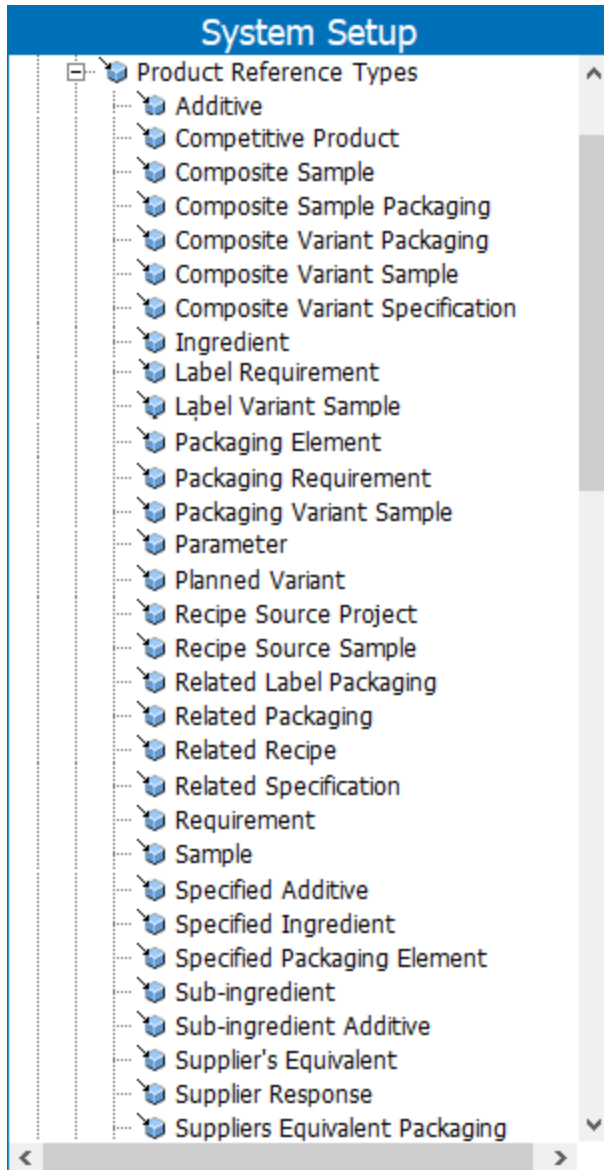 System Setup
Product Reference Types
Additive
Competitive Product
Composite Sample
Composite Sample Packaging
Composite Variant Packaging
Composite Variant Sample
Composite Variant Specification
Ingredient
Label Requirement
Label Variant Sample
Packaging Element
Packaging Requirement
Packaging Variant Sample
Parameter
Planned Variant
Recipe Source Project
Recipe Source Sample
Related Label Packaging
Related Packaging
Related Recipe
Related Specification
Requirement
Sample
Specified Additive
Specified Ingredient
Specified Packaging Element
Sub-ingredient
Sub-ingredient Additive
Supplier's Equivalent
Supplier Response
Suppliers Equivalent Packaging